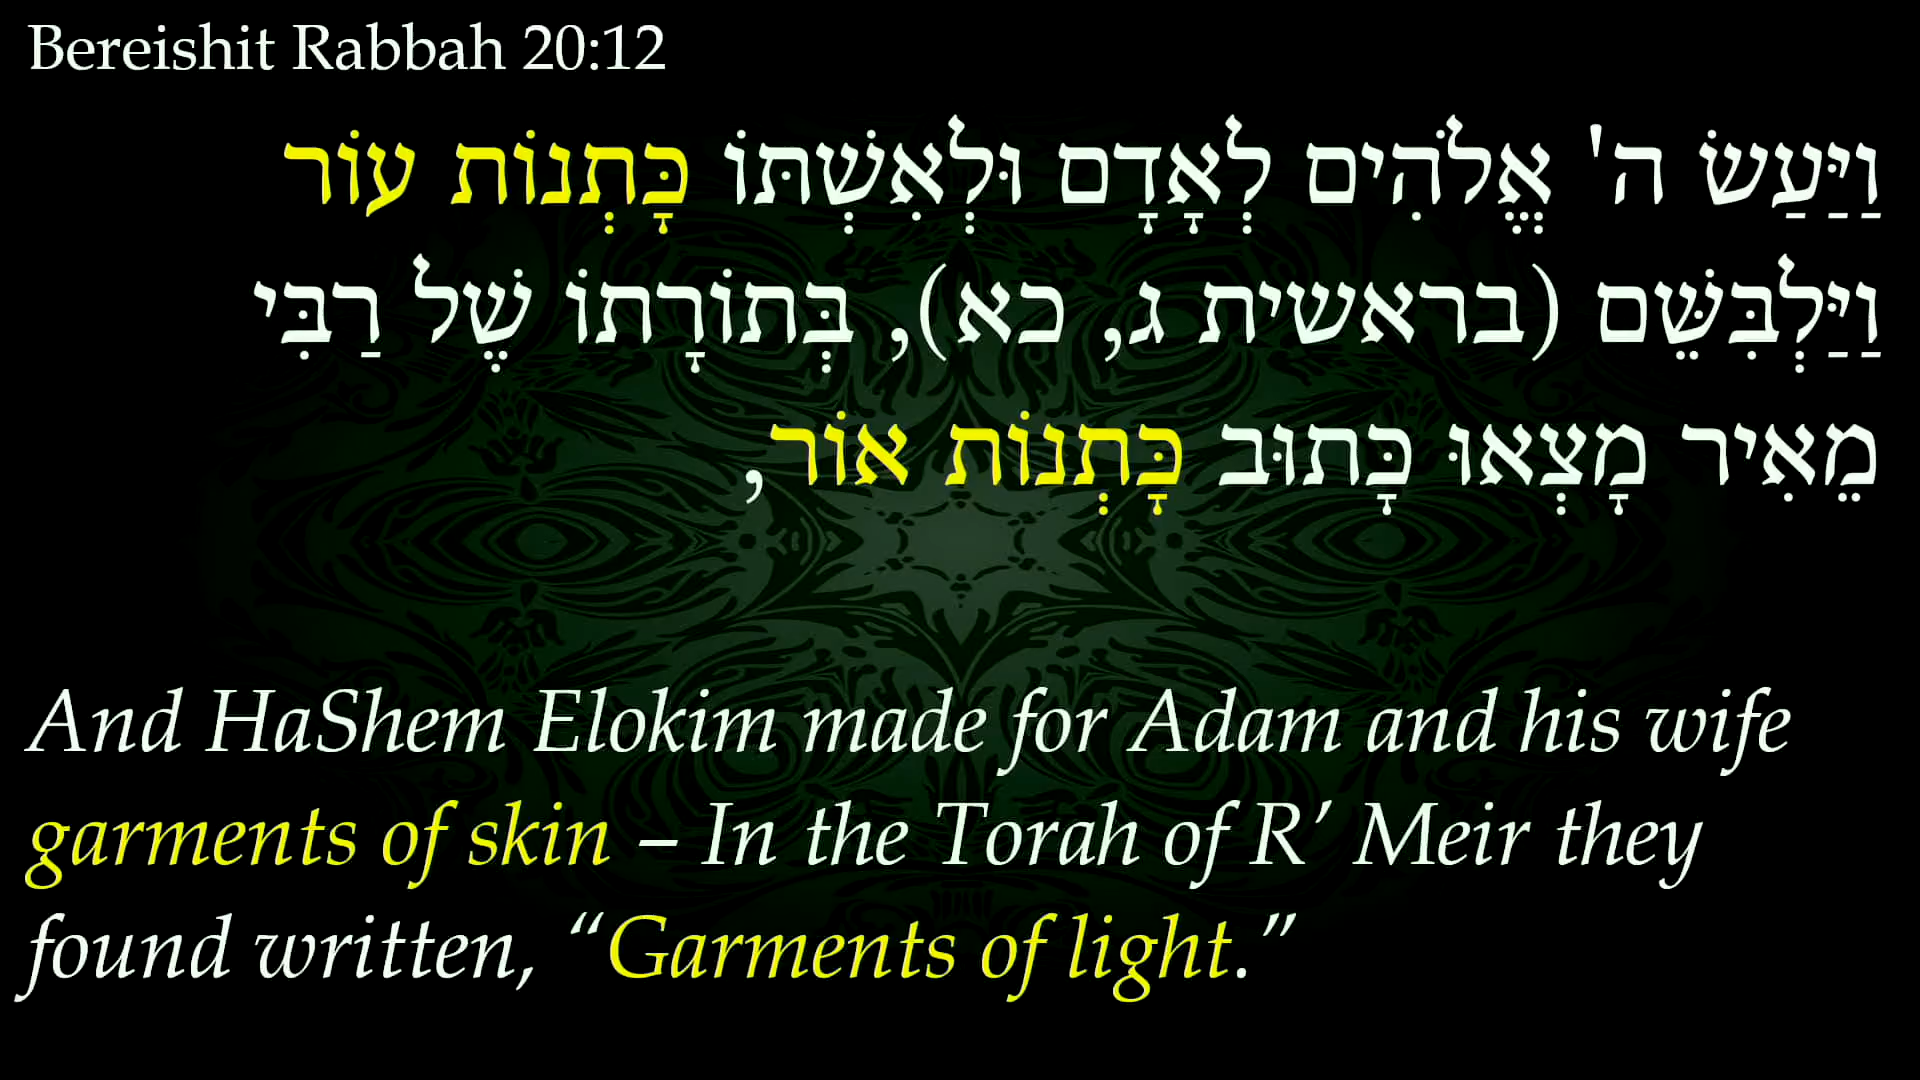 Bereishit Rabbah 20:12
וַיַּעַשׂ ה' אֱלֹהִים לְאָדָם וּלְאִשְׁתּוֹ כָּתְנוֹת עוֹר
וַיַּלְבִּשֵׁם (בראשית ג, כא), בְּתוֹרָתוֹ שֶׁל רַבִּי
מֵאִיר מָצְאוּ כָּתוּב כָּתְנוֹת אוֹר,
And HaShem Elokim made for Adam and his wife
garments of skin – In the Torah of R’ Meir they
found written, “Garments of light.”